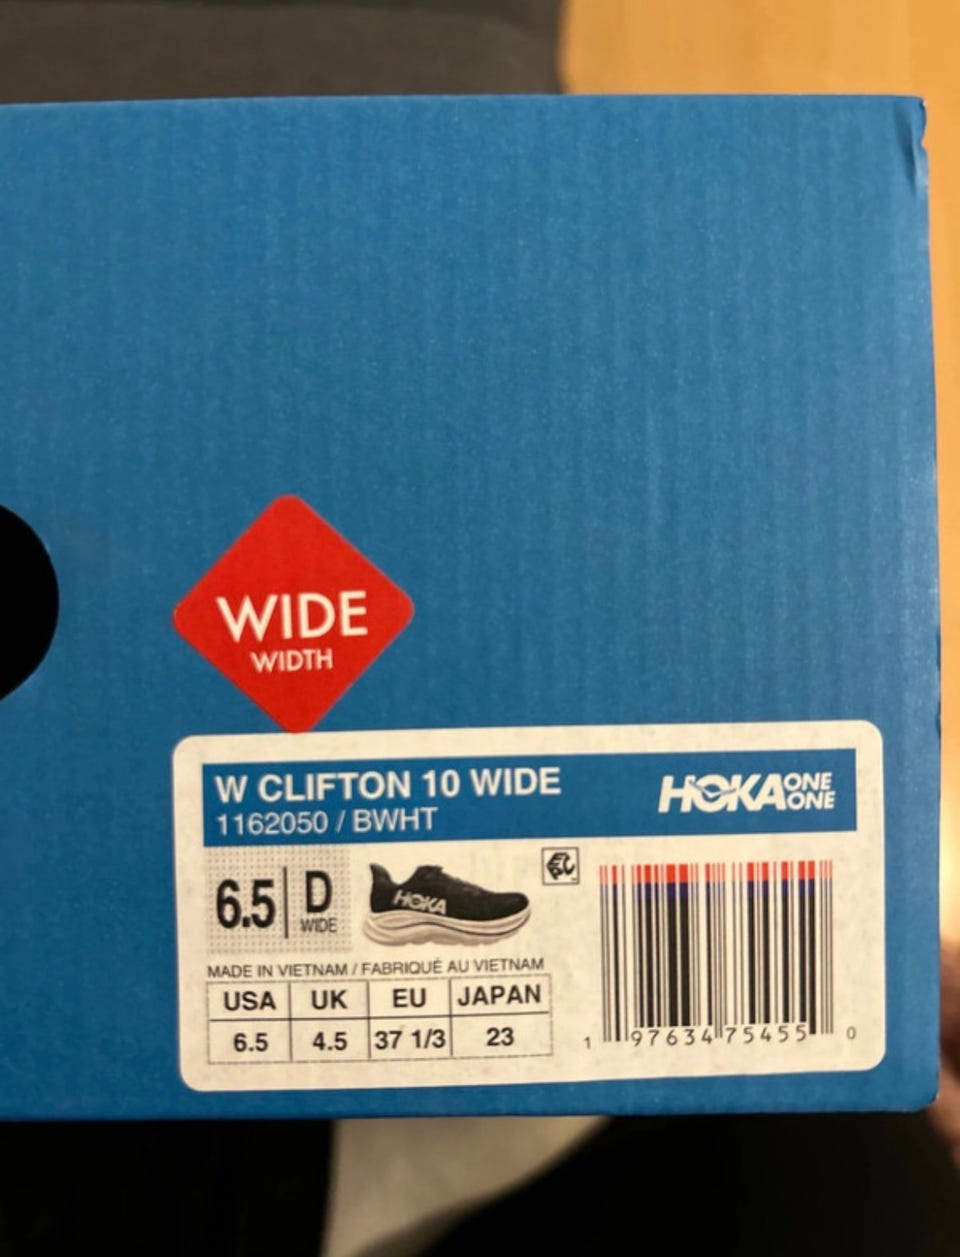 WIDE
WIDTH
W CLIFTON 10 WIDE
1162050 / BWHT
HOKA ONE ONE
6.5 D
WIDE
HOKA
MADE IN VIETNAM / FABRIQUÉ AU VIETNAM
USA UK EU JAPAN
6.5 4.5 37 1/3 23
1 97634 75455 0